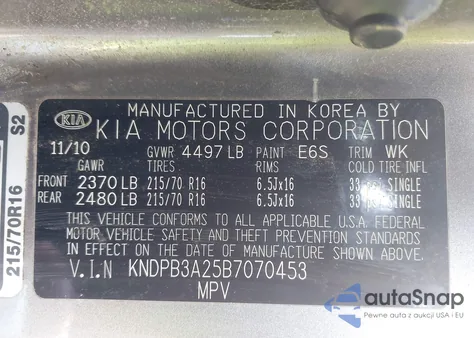 MANUFACTURED IN KOREA BY
KIA KIA MOTORS CORPORATION
11/10 GVWR 4497 LB PAINT E6S TRIM WK
GAWR TIRES RIMS COLD TIRE INFL
FRONT 2370 LB 215/70 R16 6.5Jx16 33 SINGLE
REAR 2480 LB 215/70 R16 6.5Jx16 33 SINGLE
THIS VEHICLE CONFORMS TO ALL APPLICABLE U.S. FEDERAL
MOTOR VEHICLE SAFETY AND THEFT PREVENTION STANDARDS
IN EFFECT ON THE DATE OF MANUFACTURE SHOWN ABOVE.
V.I.N KNDPB3A25B7070453
MPV
215/70R16 S2
autaSnap
Pewne auta z aukcji USA i EU